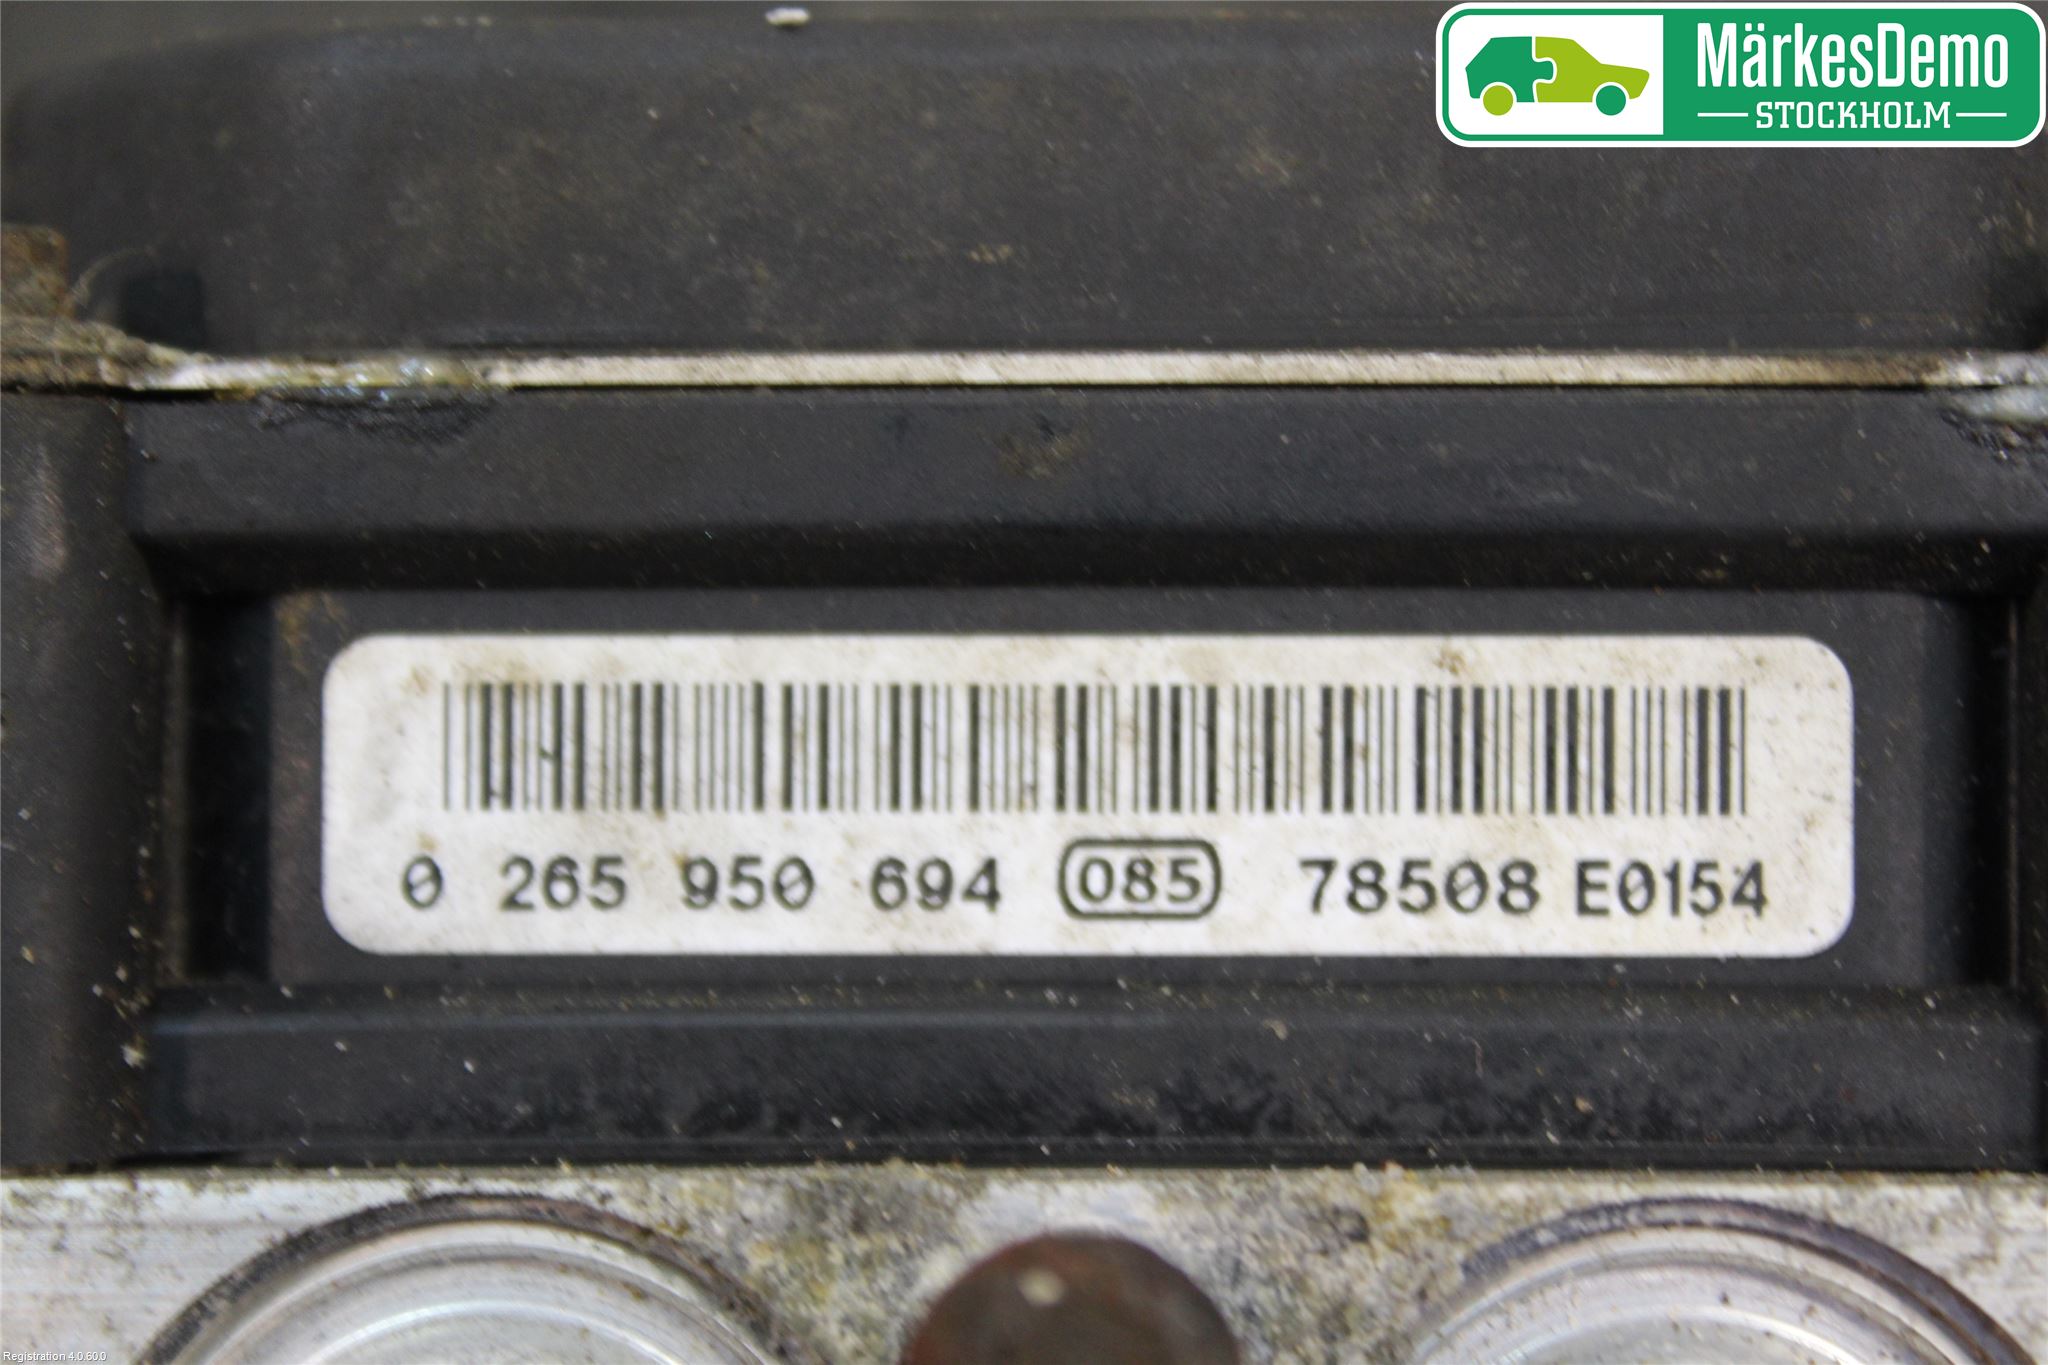 MärkesDemo
STOCKHOLM
0 265 950 694 085 78508 E0154
Registration 4.0.60.0